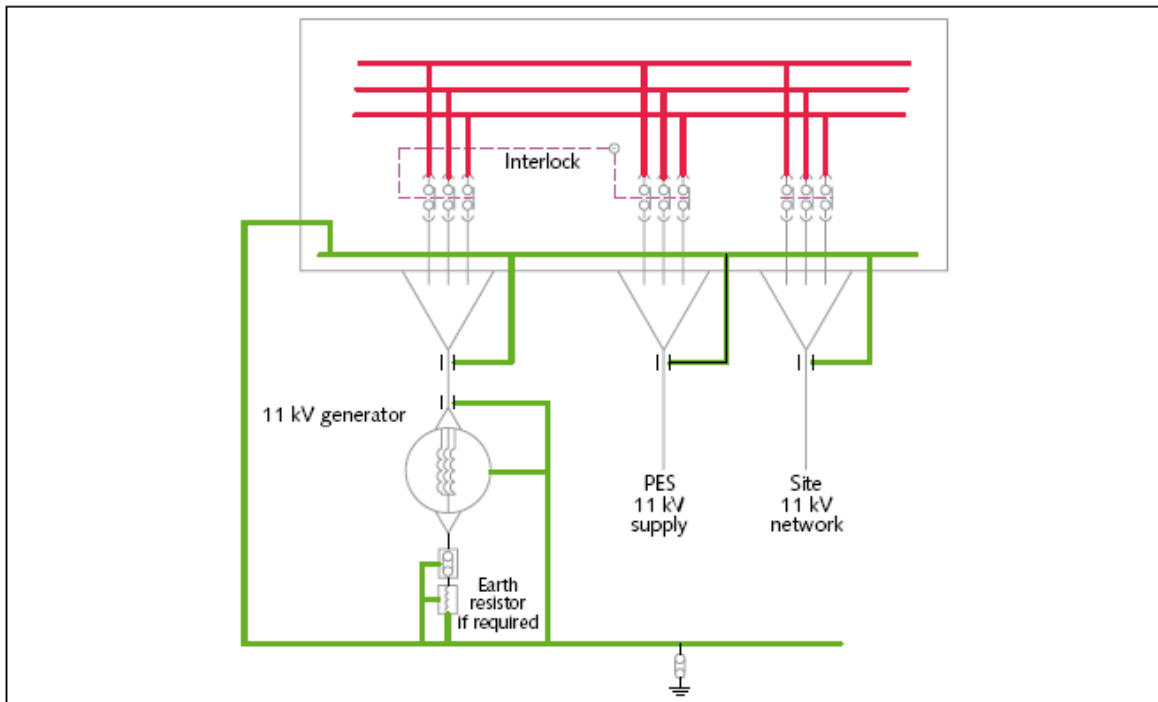 Interlock
11 kV generator
PES
11 kV
supply
Site
11 kV
network
Earth
resistor
if required